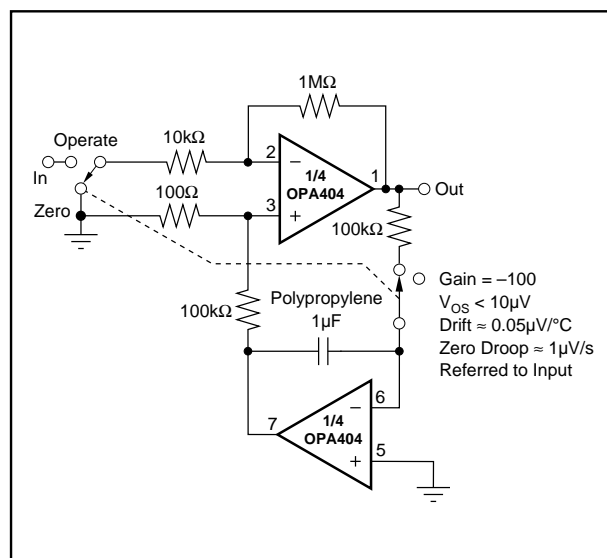 1MΩ
Operate
10kΩ
In
2
−
1
1/4
OPA404
Out
100Ω
3
+
Zero
100kΩ
100kΩ
Polypropylene
1µF
Gain = –100
VOS < 10µV
Drift ≈ 0.05µV/°C
Zero Droop ≈ 1µV/s
Referred to Input
6
−
7
1/4
OPA404
5
+